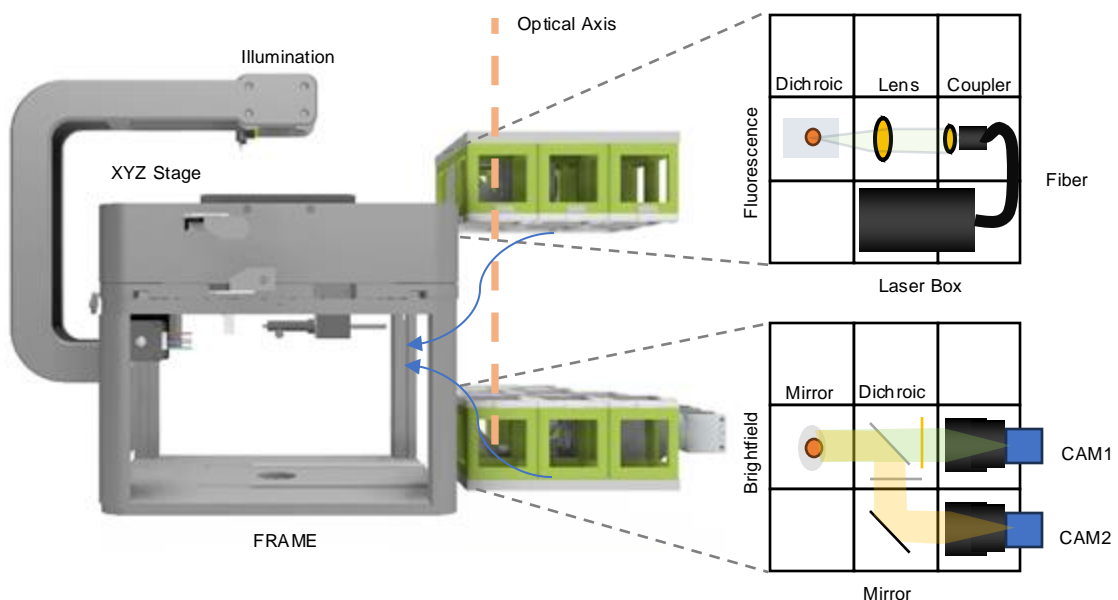 Optical Axis
Illumination
XYZ Stage
FRAME
Dichroic
Lens
Coupler
Fluorescence
Fiber
Laser Box
Mirror
Dichroic
Brightfield
CAM1
CAM2
Mirror